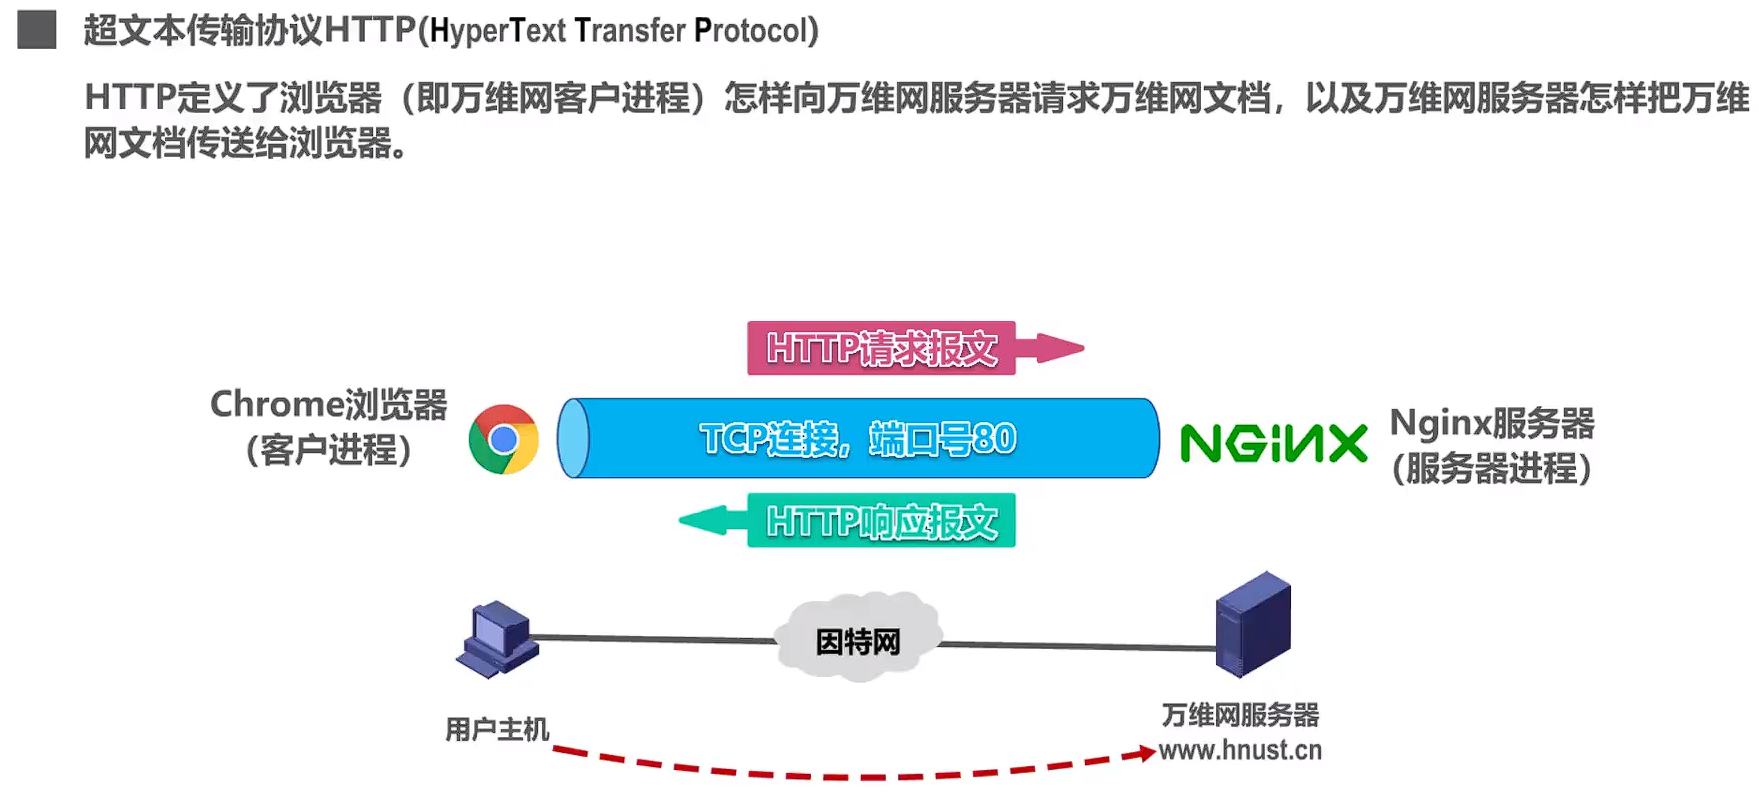 超文本传输协议HTTP(HyperText Transfer Protocol)
HTTP定义了浏览器（即万维网客户进程）怎样向万维网服务器请求万维网文档，以及万维网服务器怎样把万维
网文档传送给浏览器。
HTTP请求报文
Chrome浏览器
（客户进程）
TCP连接，端口号80
NGINX
Nginx服务器
（服务器进程）
HTTP响应报文
因特网
用户主机
万维网服务器
www.hnust.cn